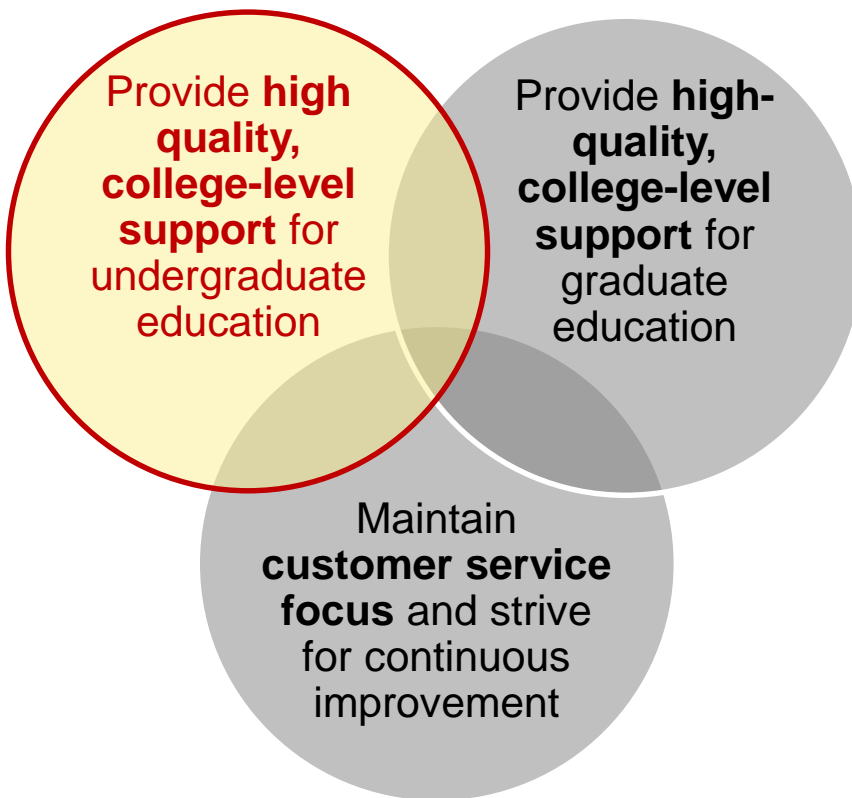 Provide high
quality,
college-level
support for
undergraduate
education
Provide high-
quality,
college-level
support for
graduate
education
Maintain
customer service
focus and strive
for continuous
improvement